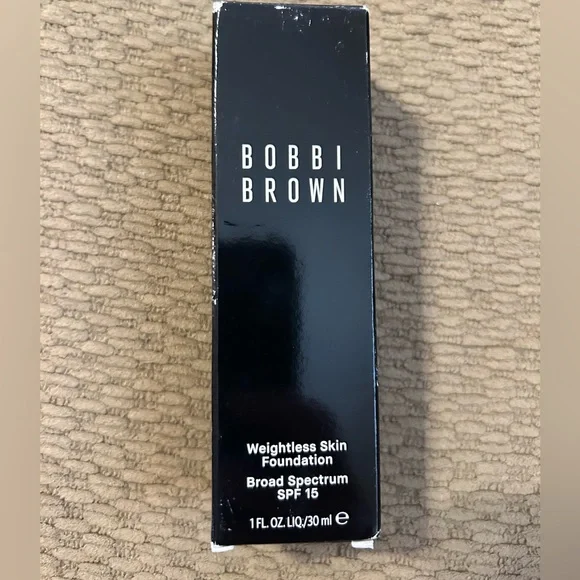 BOBBI
BROWN
Weightless Skin
Foundation
Broad Spectrum
SPF 15
1 FL. OZ. LIQ./30 ml ℮